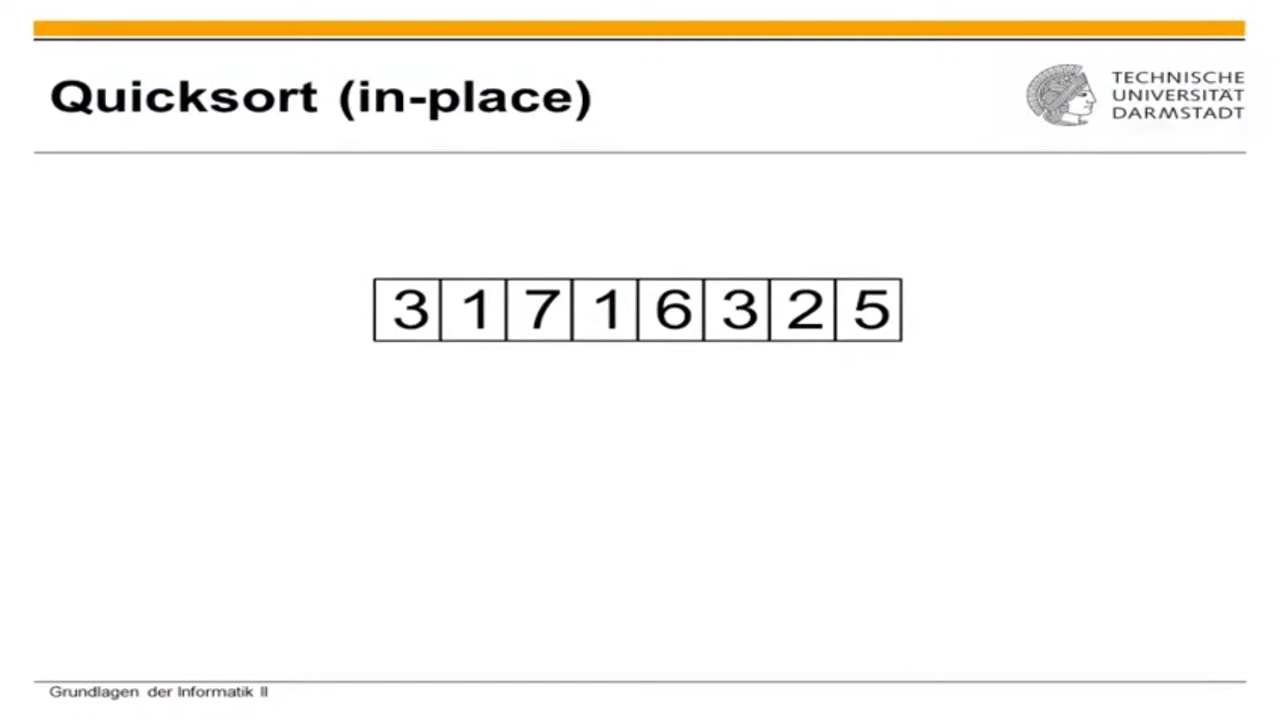 Quicksort (in-place)
TECHNISCHE
UNIVERSITÄT
DARMSTADT
3 1 7 1 6 3 2 5
Grundlagen der Informatik II